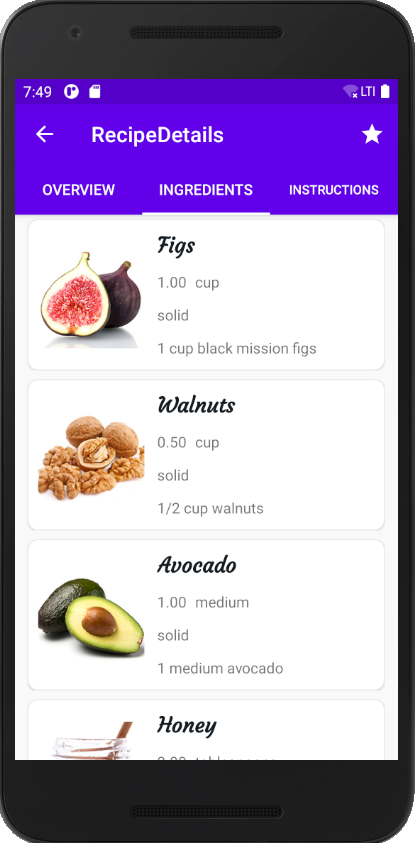 7:49 LTE
RecipeDetails
OVERVIEW INGREDIENTS INSTRUCTIONS
Figs
1.00 cup
solid
1 cup black mission figs
Walnuts
0.50 cup
solid
1/2 cup walnuts
Avocado
1.00 medium
solid
1 medium avocado
Honey